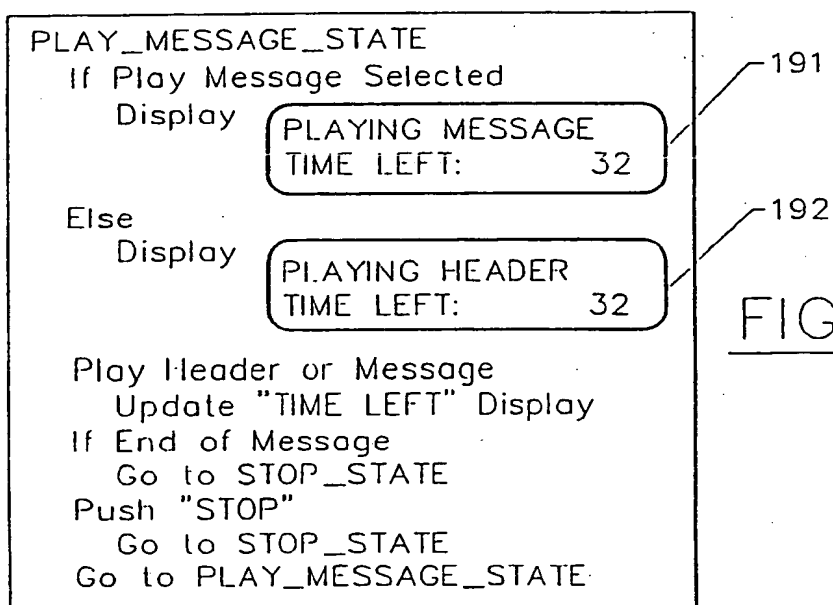 PLAY_MESSAGE_STATE
If Play Message Selected
Display
PLAYING MESSAGE
TIME LEFT: 32
191
Else
Display
PLAYING HEADER
TIME LEFT: 32
192
FIG
Play Header or Message
Update "TIME LEFT" Display
If End of Message
Go to STOP_STATE
Push "STOP"
Go to STOP_STATE
Go to PLAY_MESSAGE_STATE